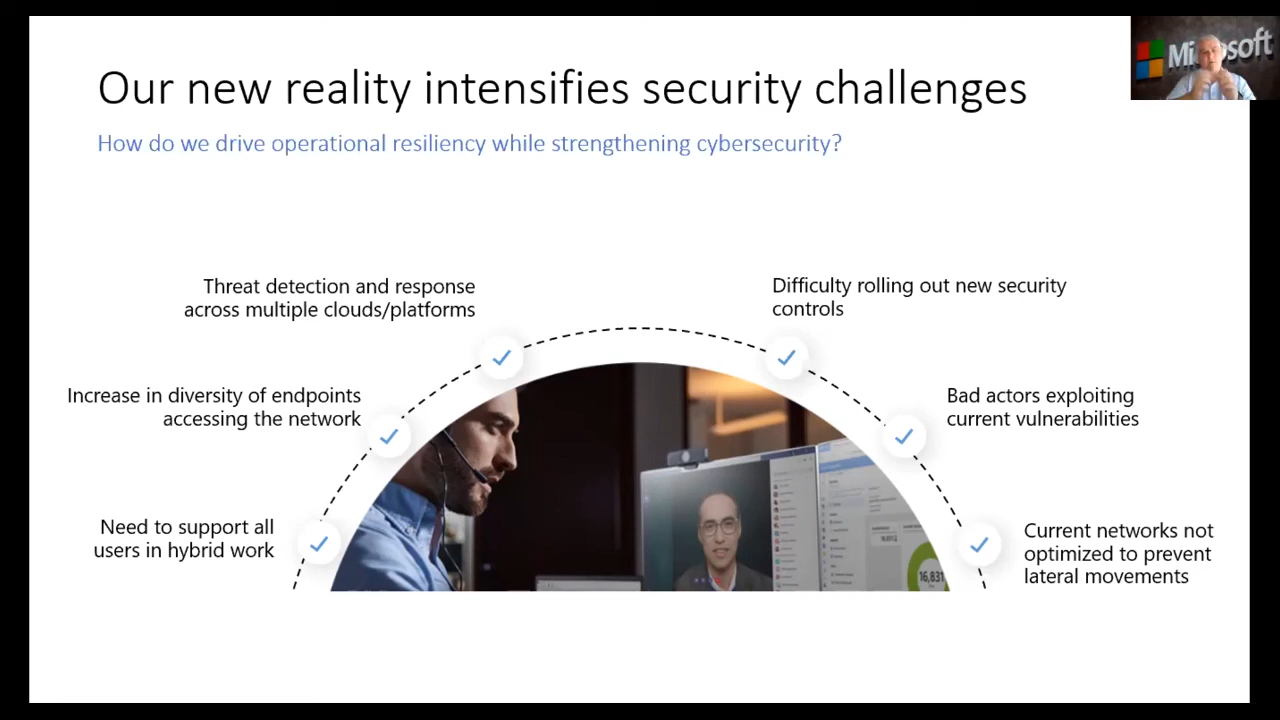 Our new reality intensifies security challenges
How do we drive operational resiliency while strengthening cybersecurity?
Microsoft
Threat detection and response
across multiple clouds/platforms
Increase in diversity of endpoints
accessing the network
Need to support all
users in hybrid work
Difficulty rolling out new security
controls
Bad actors exploiting
current vulnerabilities
Current networks not
optimized to prevent
lateral movements
16,831